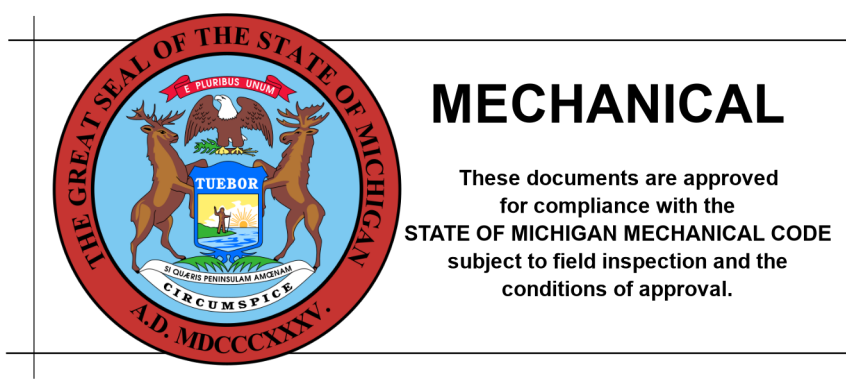 THE GREAT SEAL OF THE STATE OF MICHIGAN
E PLURIBUS UNUM
TUEBOR
SI QUÆRIS PENINSULAM AMŒNAM
CIRCUMSPICE
A.D. MDCCCXXXV.
MECHANICAL
These documents are approved
for compliance with the
STATE OF MICHIGAN MECHANICAL CODE
subject to field inspection and the
conditions of approval.